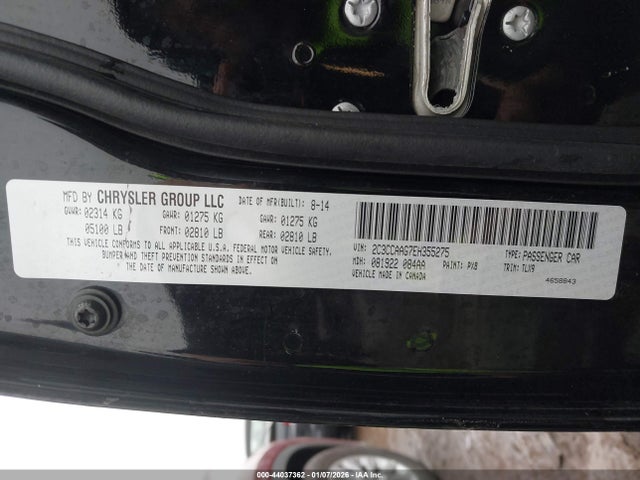 MFD BY CHRYSLER GROUP LLC DATE OF MFR(BUILT): 8-14
GVWR: 02314 KG GAWR: 01275 KG GAWR: 01275 KG
05100 LB FRONT: 02810 LB REAR: 02810 LB
THIS VEHICLE CONFORMS TO ALL APPLICABLE U.S.A. FEDERAL MOTOR VEHICLE SAFETY,
BUMPER AND THEFT PREVENTION STANDARDS IN EFFECT ON THE DATE OF MANUFACTURE SHOWN ABOVE.
VIN: 2C3CCAAG7EH355275 TYPE: PASSENGER CAR
MDH: 081922 084AA PAINT: PX8 TRIM: TLX9
MADE IN CANADA 4658843
000-44037362 - 01/07/2026 - COPART, INC.